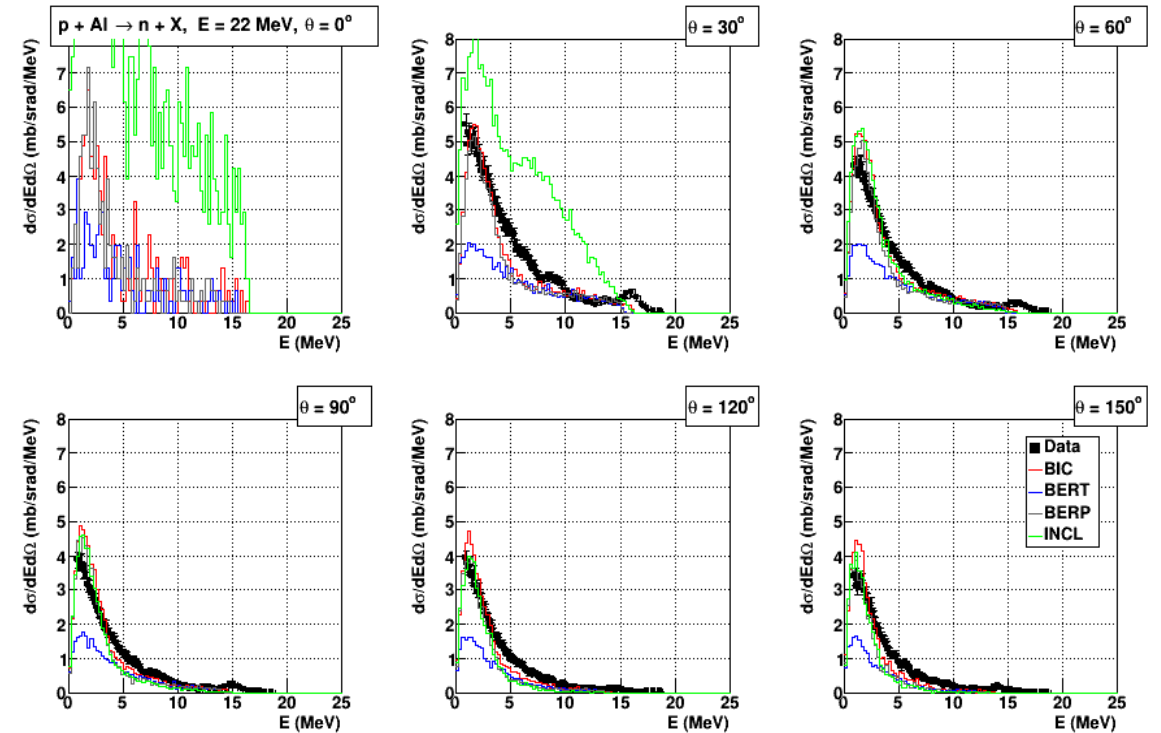 p + Al → n + X, E = 22 MeV, θ = 0°
dσ/dEdΩ (mb/srad/MeV)
7
6
5
4
3
2
1
0
0 5 10 15 20 25
E (MeV)
θ = 30°
dσ/dEdΩ (mb/srad/MeV)
8
7
6
5
4
3
2
1
0
0 5 10 15 20 25
E (MeV)
θ = 60°
dσ/dEdΩ (mb/srad/MeV)
8
7
6
5
4
3
2
1
0
0 5 10 15 20 25
E (MeV)
θ = 90°
dσ/dEdΩ (mb/srad/MeV)
8
7
6
5
4
3
2
1
0
0 5 10 15 20 25
E (MeV)
θ = 120°
dσ/dEdΩ (mb/srad/MeV)
8
7
6
5
4
3
2
1
0
0 5 10 15 20 25
E (MeV)
θ = 150°
dσ/dEdΩ (mb/srad/MeV)
8
7
6
5
4
3
2
1
0
0 5 10 15 20 25
E (MeV)
Data
BIC
BERT
BERP
INCL